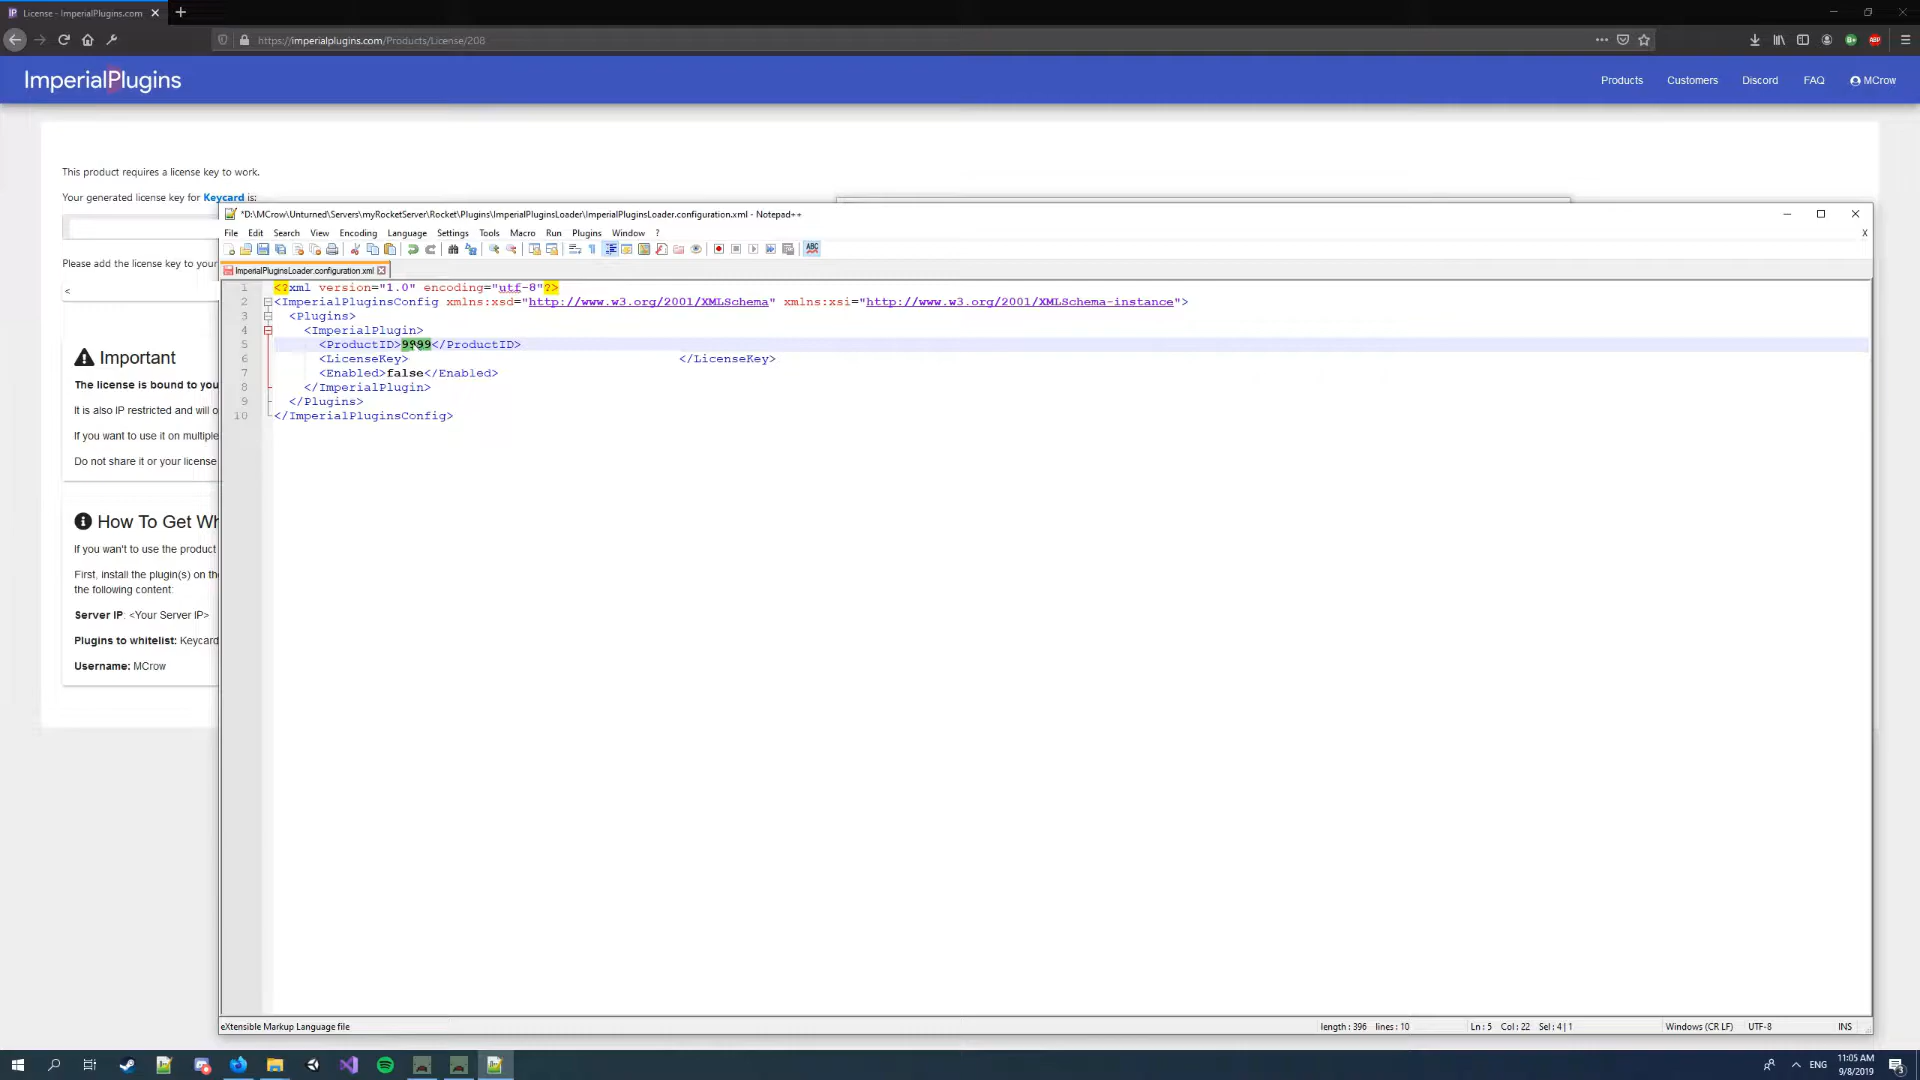 License - ImperialPlugins.com
https://imperialplugins.com/Products/License/208
ImperialPlugins
Products
Customers
Discord
FAQ
MCrow
This product requires a license key to work.
Your generated license key for Keycard is:
Please add the license key to your
<
Important
The license is bound to you
It is also IP restricted and will o
If you want to use it on multiple
Do not share it or your license
How To Get Wh
If you wan't to use the product
First, install the plugin(s) on the
the following content:
Server IP: <Your Server IP>
Plugins to whitelist: Keycard
Username: MCrow
*D:\MCrow\Unturned\Servers\myRocketServer\Rocket\Plugins\ImperialPluginsLoader\ImperialPluginsLoader.configuration.xml - Notepad++
File Edit Search View Encoding Language Settings Tools Macro Run Plugins Window ?
X
ImperialPluginsLoader.configuration.xml
1 <?xml version="1.0" encoding="utf-8"?>
2 <ImperialPluginsConfig xmlns:xsd="http://www.w3.org/2001/XMLSchema" xmlns:xsi="http://www.w3.org/2001/XMLSchema-instance">
3 <Plugins>
4 <ImperialPlugin>
5 <ProductID>9999</ProductID>
6 <LicenseKey> </LicenseKey>
7 <Enabled>false</Enabled>
8 </ImperialPlugin>
9 </Plugins>
10 </ImperialPluginsConfig>
eXtensible Markup Language file
length : 396 lines : 10
Ln : 5 Col : 22 Sel : 4 | 1
Windows (CR LF)
UTF-8
INS
ENG
11:05 AM
9/8/2019